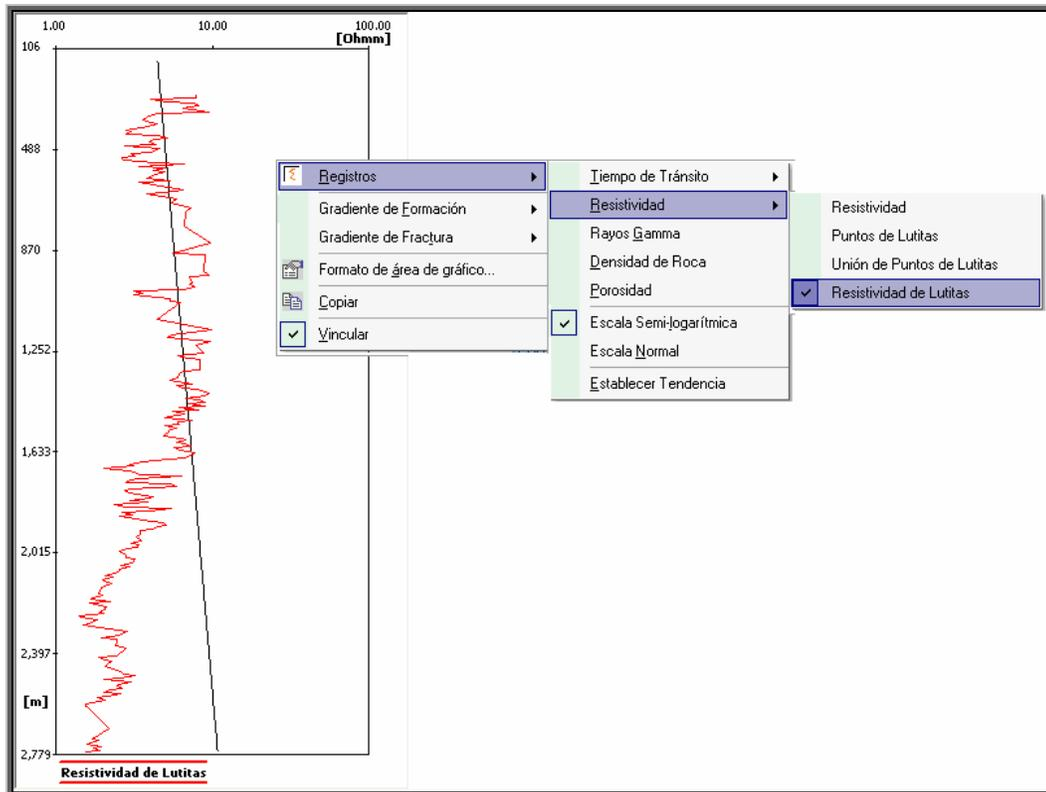 1.00 10.00 100.00
[Ohmm]
106
488
870
1,252
1,633
2,015
2,397
[m]
2,779
Resistividad de Lutitas
Registros
Gradiente de Formación
Gradiente de Fractura
Formato de área de gráfico...
Copiar
Vincular
Tiempo de Tránsito
Resistividad
Rayos Gamma
Densidad de Roca
Porosidad
Escala Semi-logarítmica
Escala Normal
Establecer Tendencia
Resistividad
Puntos de Lutitas
Unión de Puntos de Lutitas
Resistividad de Lutitas